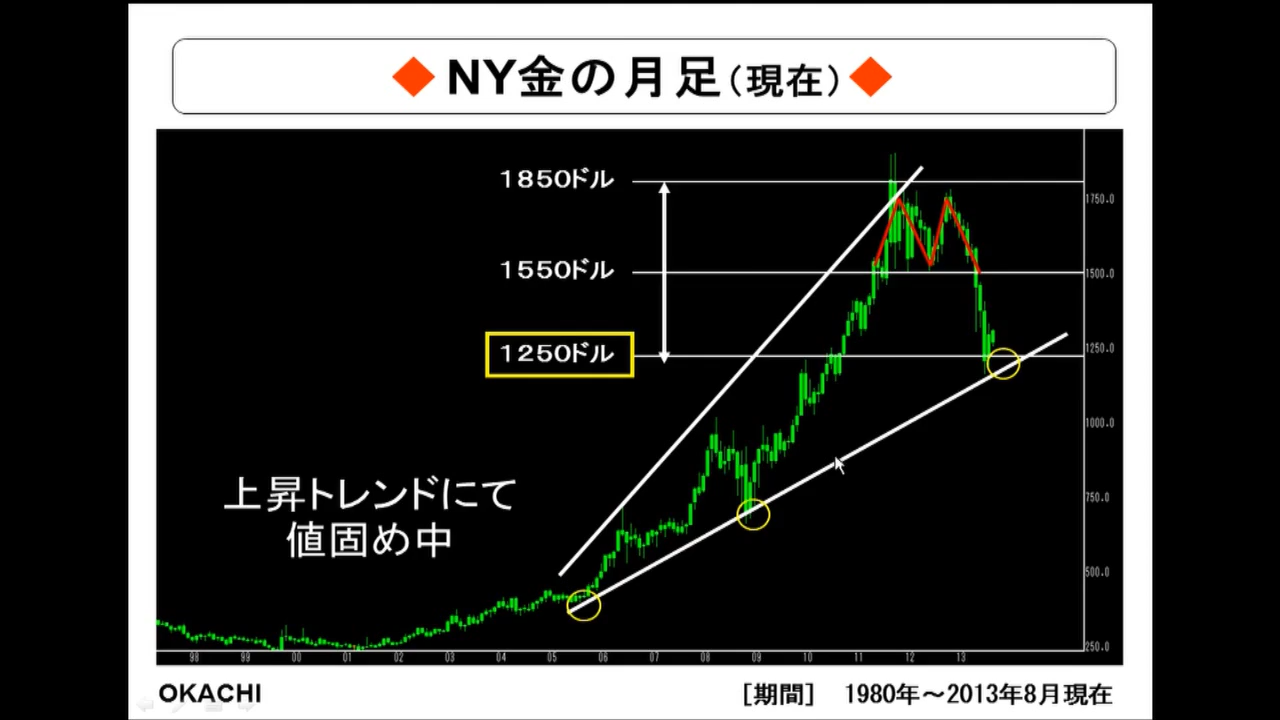 ◆NY金の月足(現在)◆
1850ドル
1550ドル
1250ドル
上昇トレンドにて
値固め中
1750.0
1500.0
1250.0
1000.0
750.0
500.0
250.0
98 99 00 01 02 03 04 05 06 07 08 09 10 11 12 13
OKACHI
[期間] 1980年～2013年8月現在